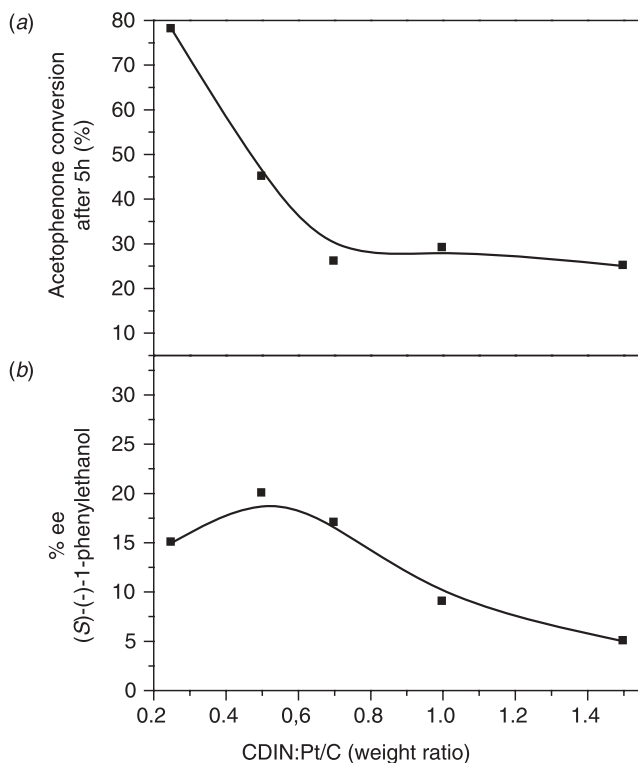 (a)
Acetophenone conversion
after 5h (%)
80
70
60
50
40
30
20
10
(b)
% ee
(S)-(-)-1-phenylethanol
30
25
20
15
10
5
0
0.2 0.4 0,6 0.8 1.0 1.2 1.4
CDIN:Pt/C (weight ratio)